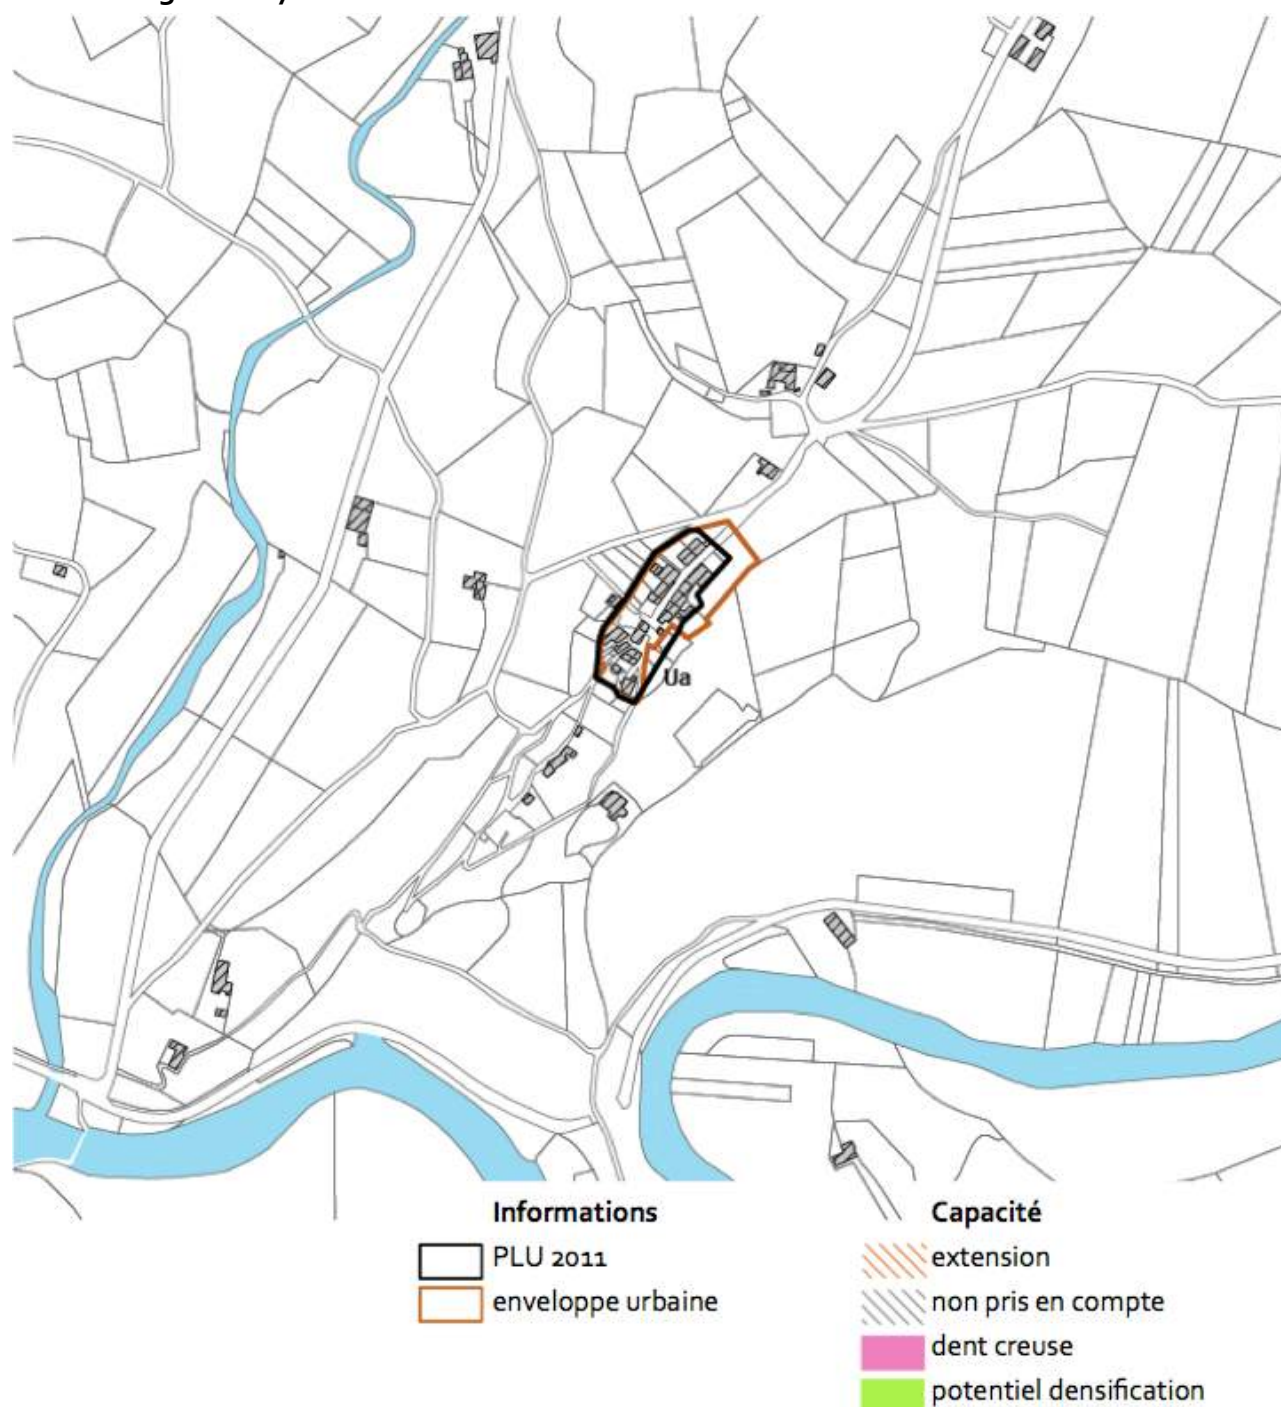 Ua
Informations
PLU 2011
enveloppe urbaine
Capacité
extension
non pris en compte
dent creuse
potentiel densification